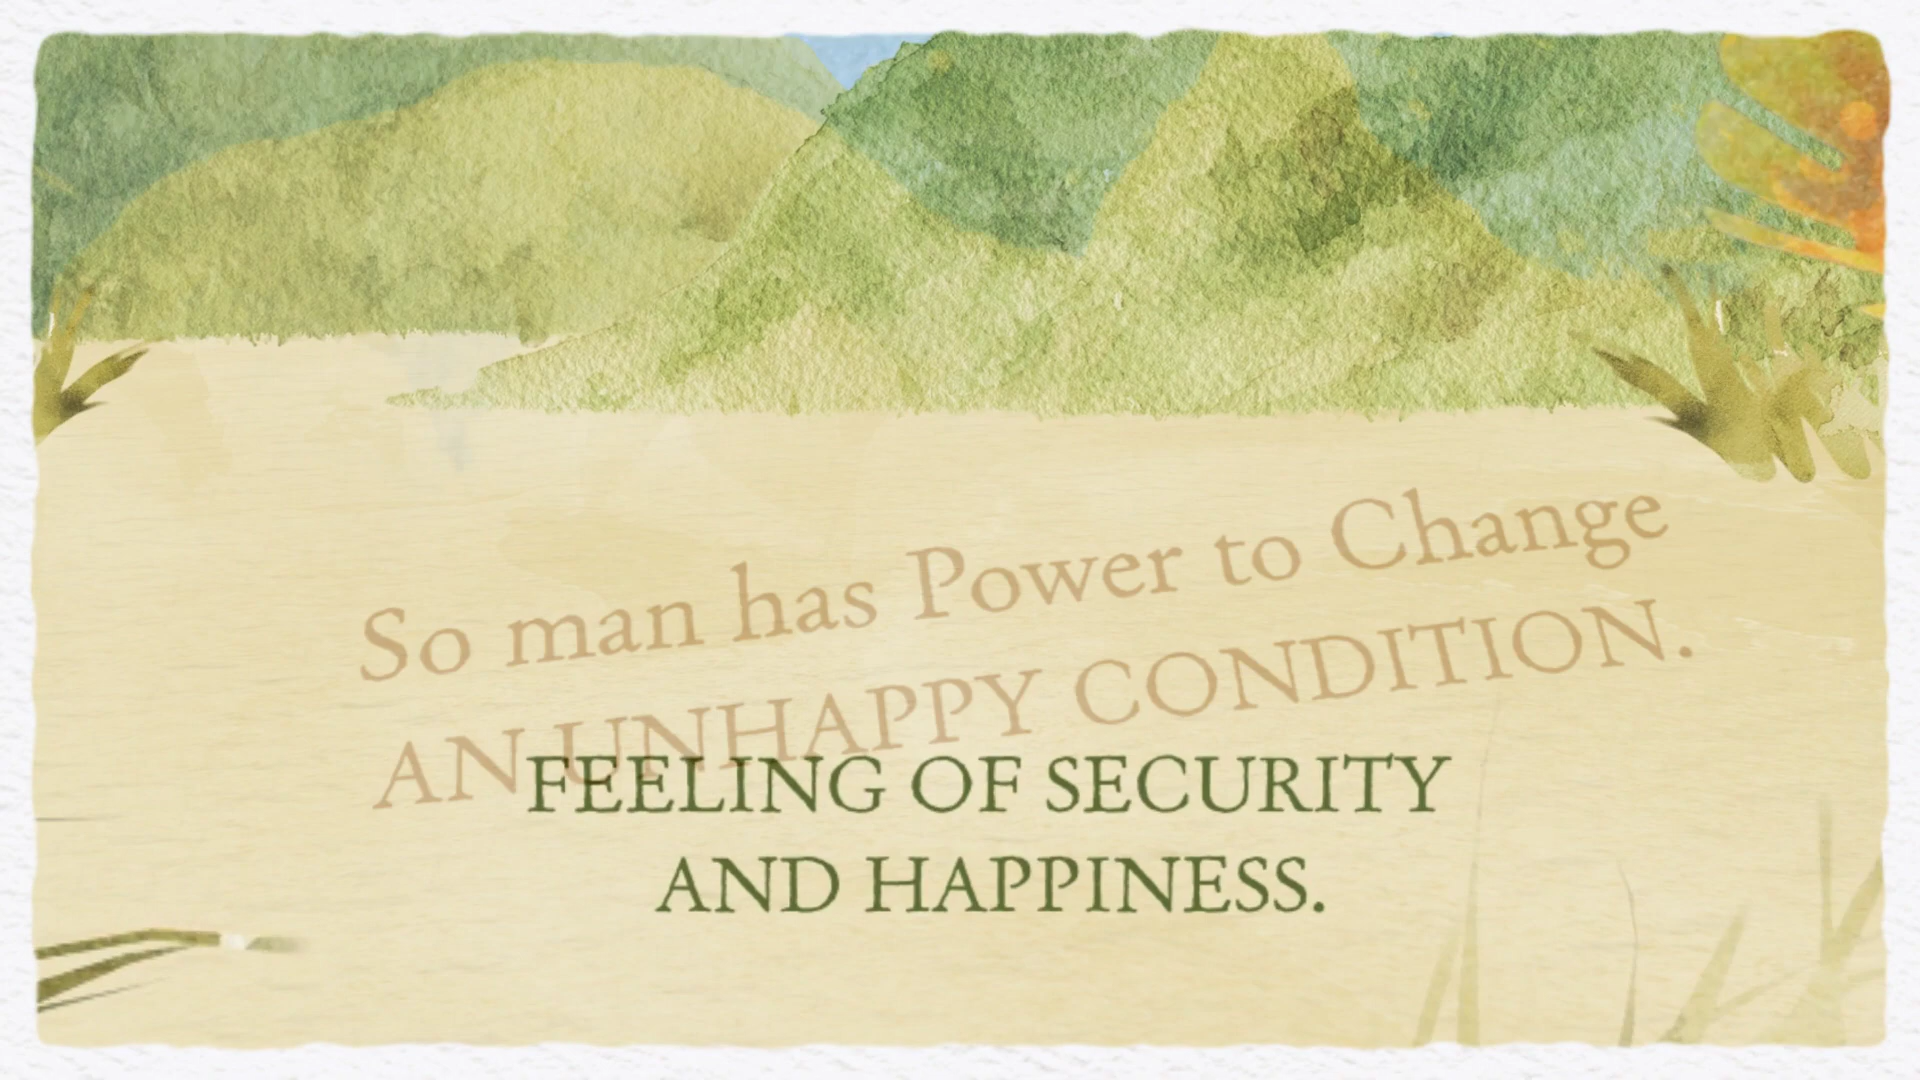 So man has Power to Change
AN UNHAPPY CONDITION.
FEELING OF SECURITY
AND HAPPINESS.